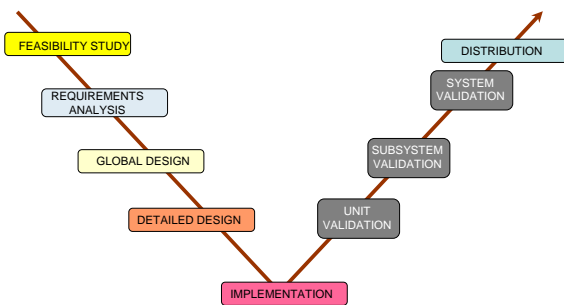 FEASIBILITY STUDY
REQUIREMENTS
ANALYSIS
GLOBAL DESIGN
DETAILED DESIGN
IMPLEMENTATION
UNIT
VALIDATION
SUBSYSTEM
VALIDATION
SYSTEM
VALIDATION
DISTRIBUTION